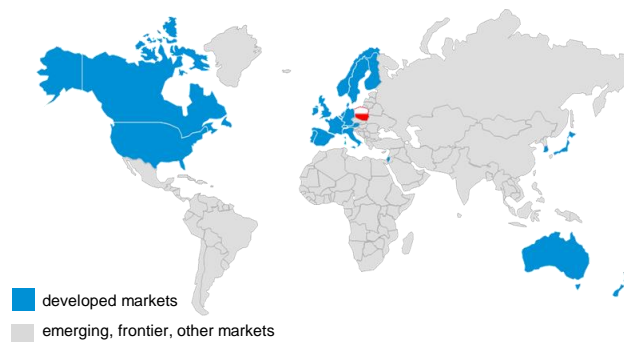 developed markets
emerging, frontier, other markets